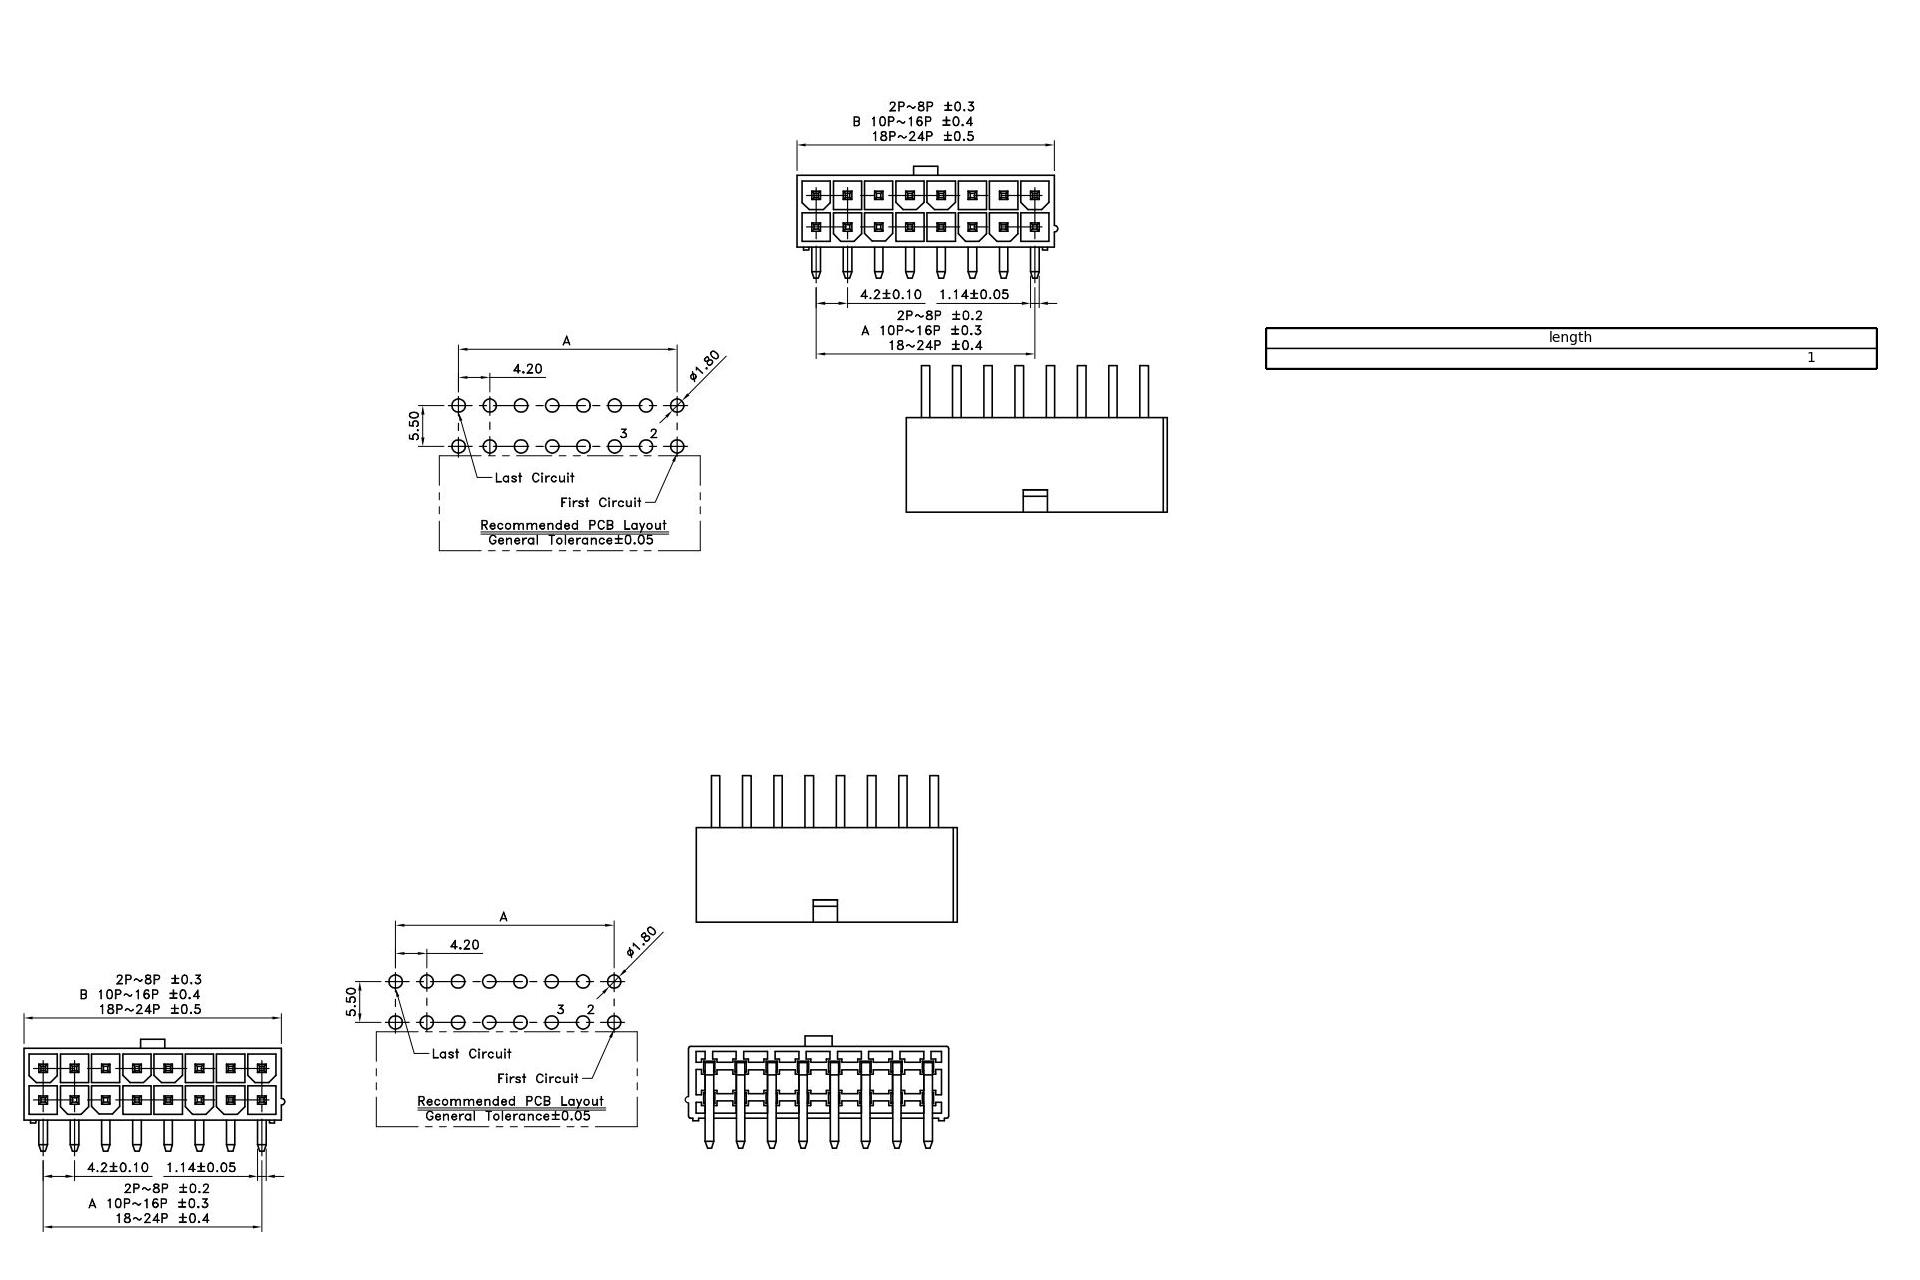 2P~8P ±0.3
B 10P~16P ±0.4
18P~24P ±0.5
4.2±0.10 1.14±0.05
2P~8P ±0.2
A 10P~16P ±0.3
18~24P ±0.4
length
1
A
4.20
ø1.80
5.50
3 2
Last Circuit
First Circuit
Recommended PCB Layout
General Tolerance±0.05
A
4.20
ø1.80
5.50
3 2
Last Circuit
First Circuit
Recommended PCB Layout
General Tolerance±0.05
2P~8P ±0.3
B 10P~16P ±0.4
18P~24P ±0.5
4.2±0.10 1.14±0.05
2P~8P ±0.2
A 10P~16P ±0.3
18~24P ±0.4